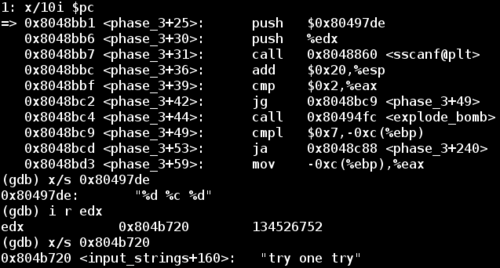 1: x/10i $pc
=> 0x8048bb1 <phase_3+25>: push $0x80497de
0x8048bb6 <phase_3+30>: push %edx
0x8048bb7 <phase_3+31>: call 0x8048860 <sscanf@plt>
0x8048bbc <phase_3+36>: add $0x20,%esp
0x8048bbf <phase_3+39>: cmp $0x2,%eax
0x8048bc2 <phase_3+42>: jg 0x8048bc9 <phase_3+49>
0x8048bc4 <phase_3+44>: call 0x80494fc <explode_bomb>
0x8048bc9 <phase_3+49>: cmpl $0x7,-0xc(%ebp)
0x8048bcd <phase_3+53>: ja 0x8048c88 <phase_3+240>
0x8048bd3 <phase_3+59>: mov -0xc(%ebp),%eax
(gdb) x/s 0x80497de
0x80497de: "%d %c %d"
(gdb) i r edx
edx 0x804b720 134526752
(gdb) x/s 0x804b720
0x804b720 <input_strings+160>: "try one try"